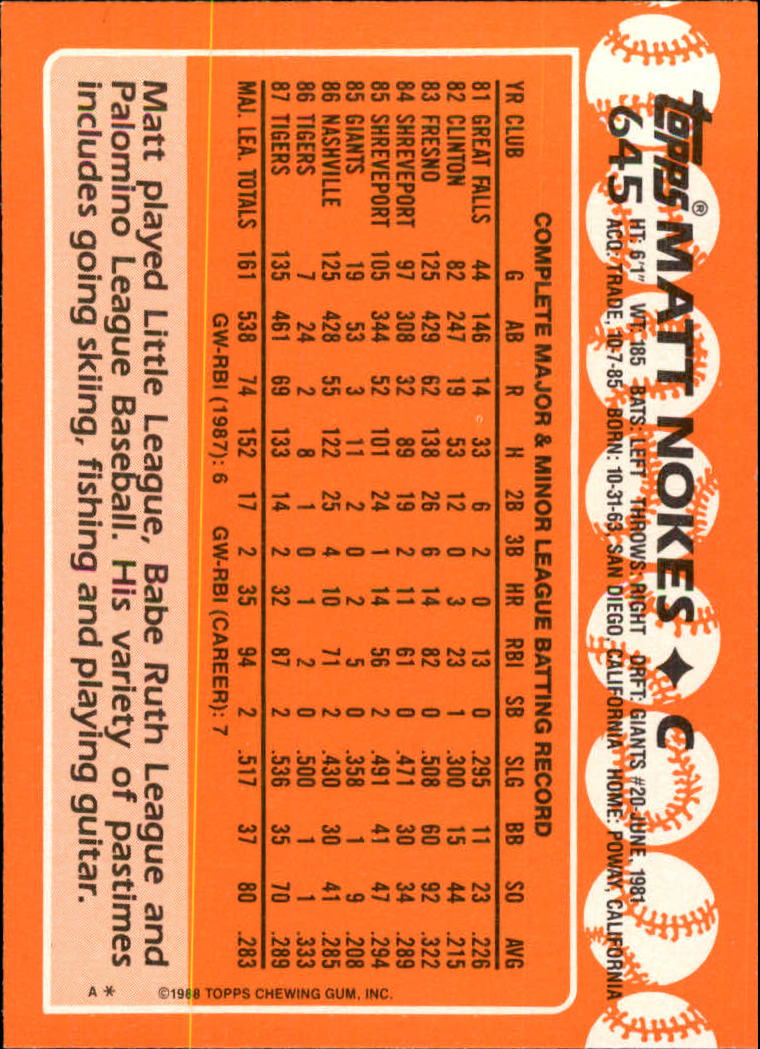 topps® MATT NOKES ✦ C
645 HT: 6'1" WT: 185 BATS: LEFT THROWS: RIGHT DRFT: GIANTS #20-JUNE, 1981
ACQ: TRADE, 10-7-85 BORN: 10-31-63, SAN DIEGO, CALIFORNIA HOME: POWAY, CALIFORNIA
COMPLETE MAJOR & MINOR LEAGUE BATTING RECORD
YR CLUB G AB R H 2B 3B HR RBI SB SLG BB SO AVG
81 GREAT FALLS 44 146 14 33 6 2 0 13 0 .295 11 23 .226
82 CLINTON 82 247 19 53 12 0 3 23 1 .300 15 44 .215
83 FRESNO 125 429 62 138 26 6 14 82 0 .508 60 92 .322
84 SHREVEPORT 97 308 32 89 19 2 11 61 0 .471 30 34 .289
85 SHREVEPORT 105 344 52 101 24 1 14 56 2 .491 41 47 .294
85 GIANTS 19 53 3 11 2 0 2 5 0 .358 1 9 .208
86 NASHVILLE 125 428 55 122 25 4 10 71 2 .430 30 41 .285
86 TIGERS 7 24 2 8 1 0 1 2 0 .500 1 1 .333
87 TIGERS 135 461 69 133 14 2 32 87 2 .536 35 70 .289
MAJ. LEA. TOTALS 161 538 74 152 17 2 35 94 2 .517 37 80 .283
GW-RBI (1987): 6 GW-RBI (CAREER): 7
Matt played Little League, Babe Ruth League and
Palomino League Baseball. His variety of pastimes
includes going skiing, fishing and playing guitar.
©1988 TOPPS CHEWING GUM, INC.
A *